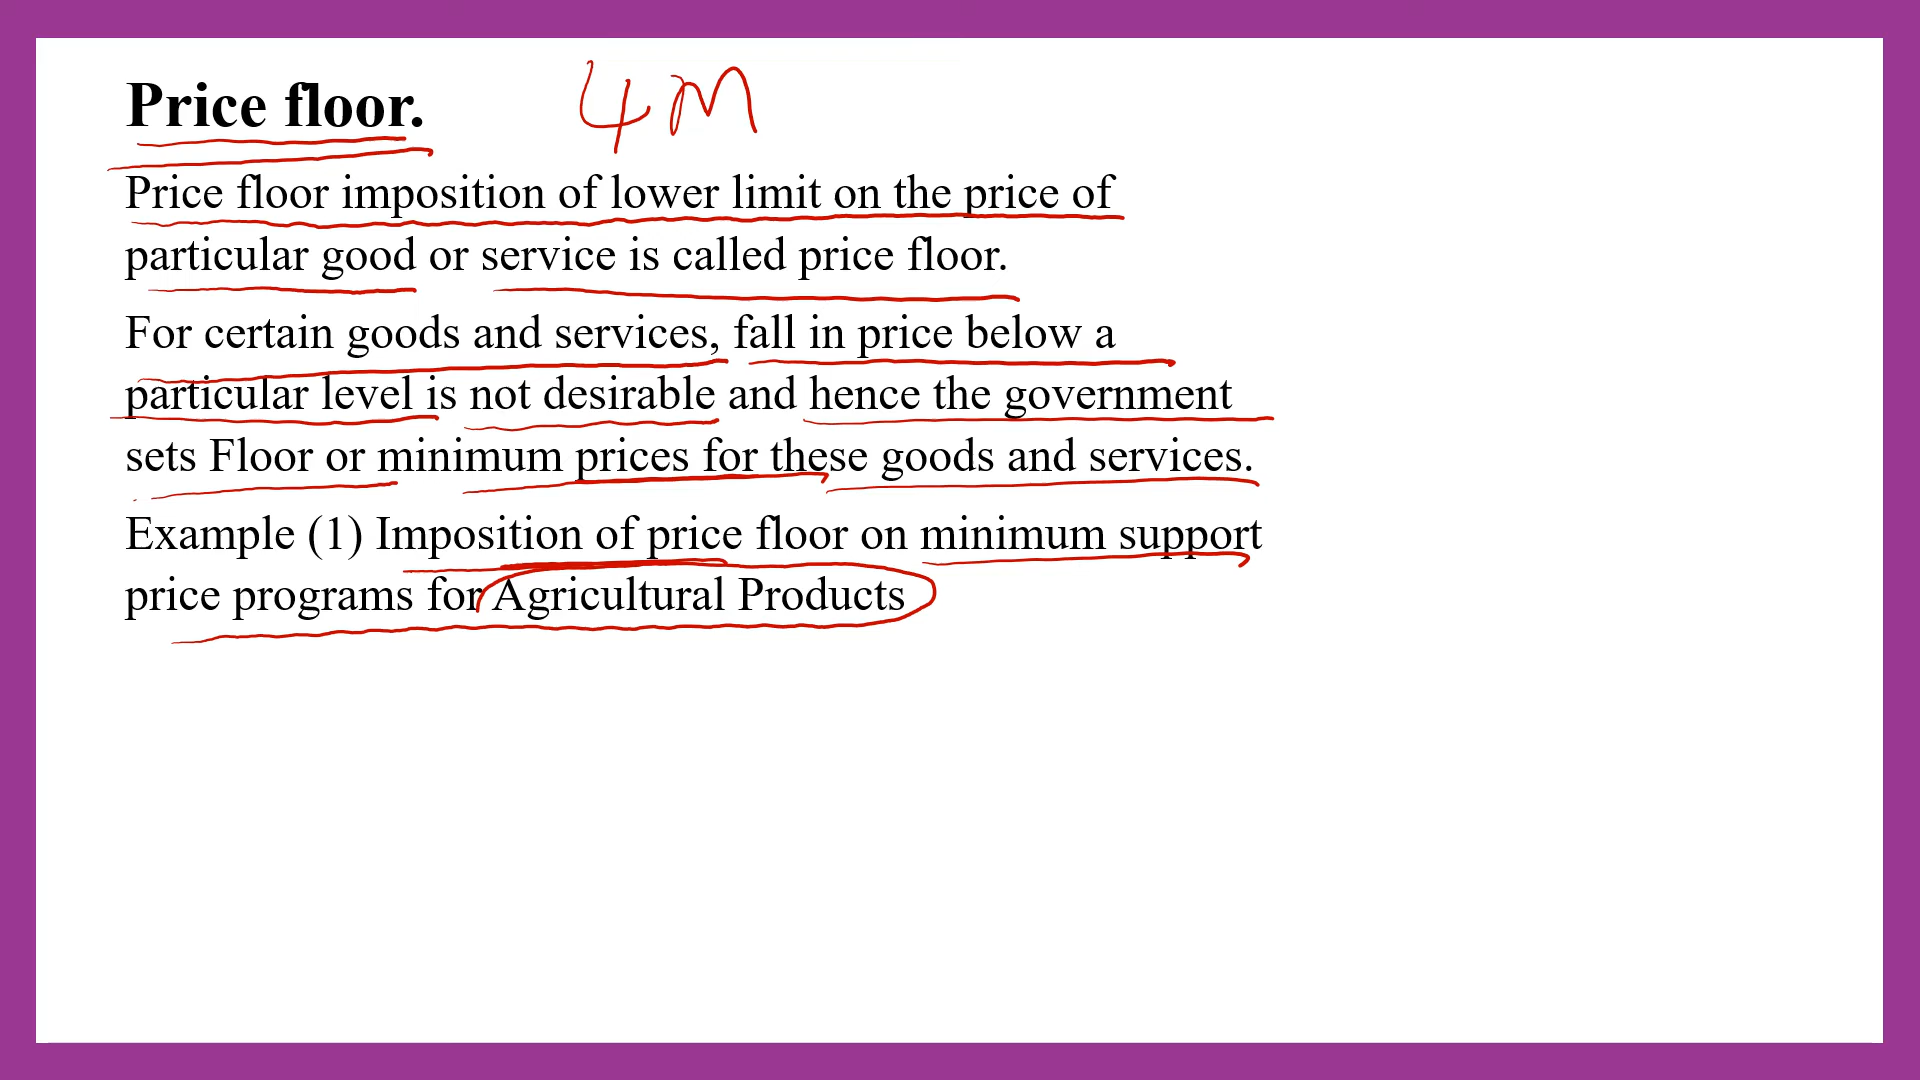 Price floor. 4 M
Price floor imposition of lower limit on the price of
particular good or service is called price floor.
For certain goods and services, fall in price below a
particular level is not desirable and hence the government
sets Floor or minimum prices for these goods and services.
Example (1) Imposition of price floor on minimum support
price programs for Agricultural Products